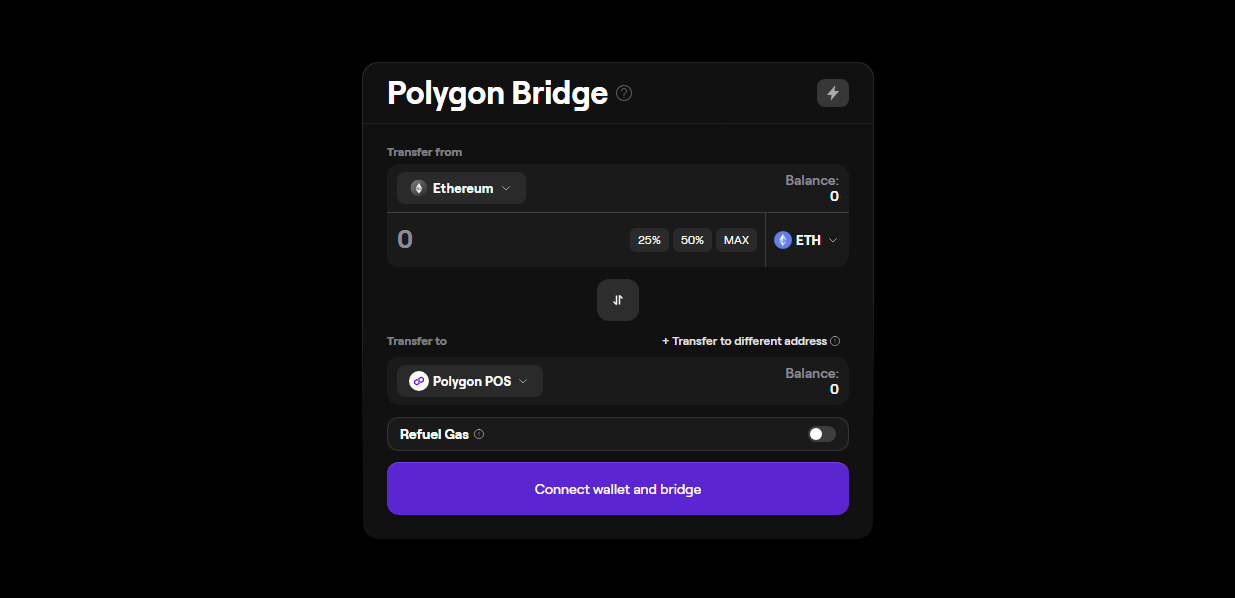 Polygon Bridge
Transfer from
Ethereum
Balance:
0
0 25% 50% MAX ETH
Transfer to + Transfer to different address
Polygon POS
Balance:
0
Refuel Gas
Connect wallet and bridge